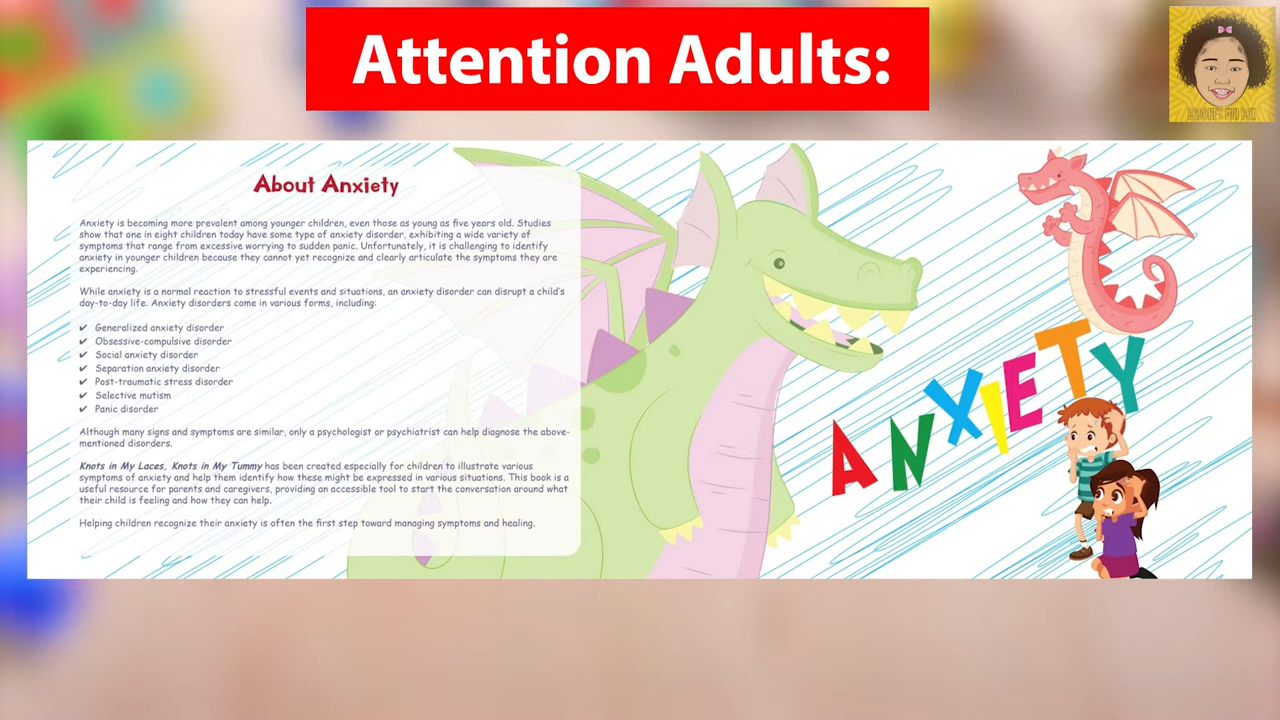 Attention Adults:
About Anxiety
Anxiety is becoming more prevalent among younger children, even those as young as five years old. Studies
show that one in eight children today have some type of anxiety disorder, exhibiting a wide variety of
symptoms that range from excessive worrying to sudden panic. Unfortunately, it is challenging to identify
anxiety in younger children because they cannot yet recognize and clearly articulate the symptoms they are
experiencing.
While anxiety is a normal reaction to stressful events and situations, an anxiety disorder can disrupt a child's
day-to-day life. Anxiety disorders come in various forms, including:
✔ Generalized anxiety disorder
✔ Obsessive-compulsive disorder
✔ Social anxiety disorder
✔ Separation anxiety disorder
✔ Post-traumatic stress disorder
✔ Selective mutism
✔ Panic disorder
Although many signs and symptoms are similar, only a psychologist or psychiatrist can help diagnose the above-
mentioned disorders.
Knots in My Laces, Knots in My Tummy has been created especially for children to illustrate various
symptoms of anxiety and help them identify how these might be expressed in various situations. This book is a
useful resource for parents and caregivers, providing an accessible tool to start the conversation around what
their child is feeling and how they can help.
Helping children recognize their anxiety is often the first step toward managing symptoms and healing.
ANXIETY